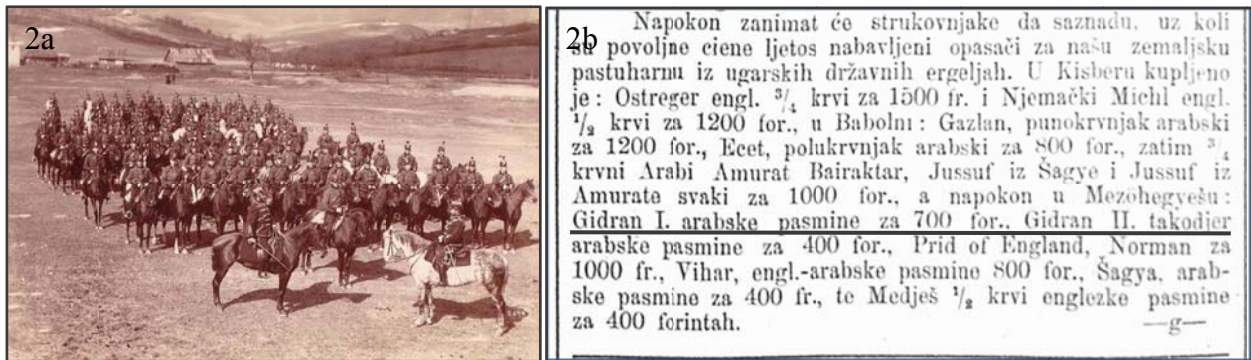 2a
2b
Napokon zanimat će strukovnjake da saznadu, uz koli
su povoljne ciene ljetos nabavljeni opasači za našu zemaljsku
pastuharnu iz ugarskih državnih ergeljah. U Kisberu kupljeno
je: Ostreger engl. ³/₄ krvi za 1500 fr. i Njemački Michl engl.
¹/₂ krvi za 1200 for., u Babolni: Gazlan, punokrvnjak arabski
za 1200 for., Ecet, polukrvnjak arabski za 800 for., zatim ³/₄
krvni Arabi Amurat Bairaktar, Jussuf iz Šagye i Jussuf iz
Amurate svaki za 1000 for., a napokon u Mezöhegyešu:
Gidran I. arabske pasmine za 700 for., Gidran II. takodjer
arabske pasmine za 400 for., Prid of England, Norman za
1000 fr., Vihar, engl.-arabske pasmine 800 for., Šagya, arab-
ske pasmine za 400 fr., te Medješ ¹/₂ krvi englezke pasmine
za 400 forintah. —g—